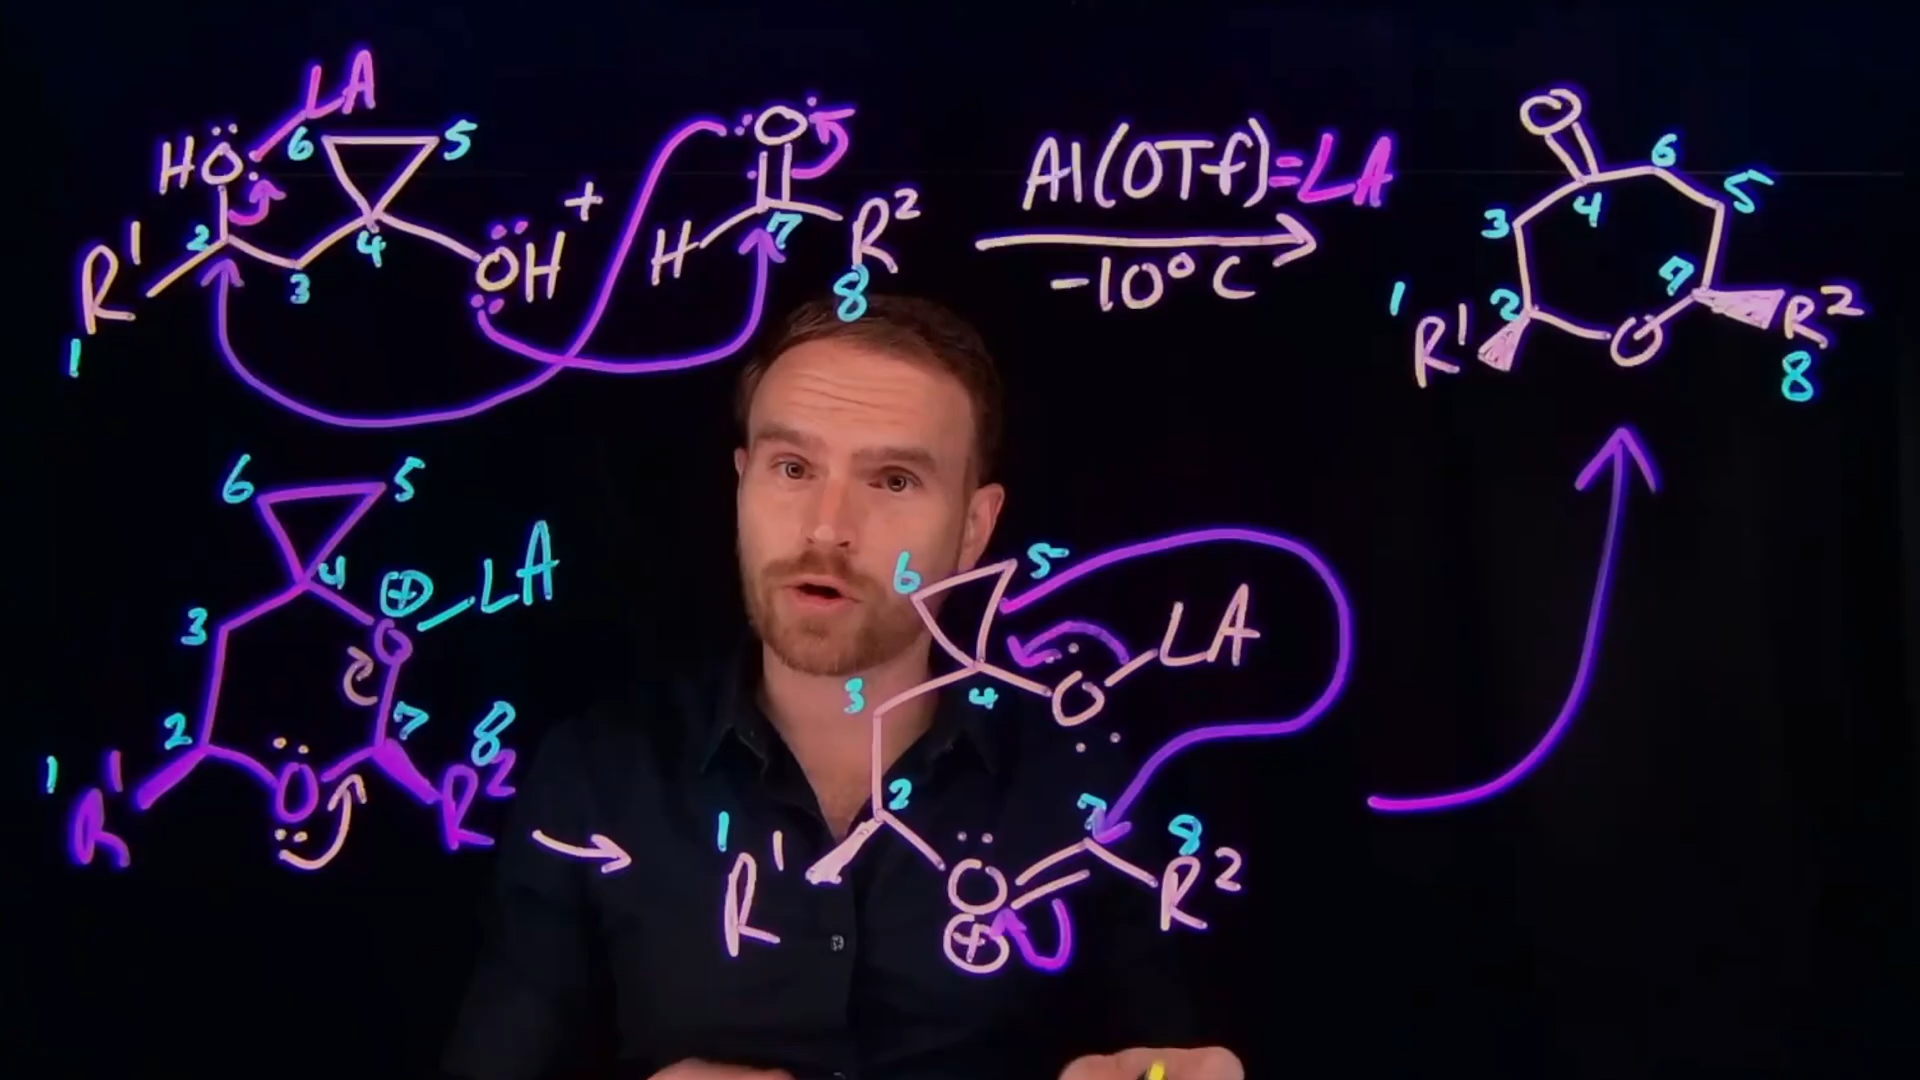 LA
HO 6 5 + O Al(OTf)=LA O
R¹ 2 3 4 OH H 7 R² -10°C 3 4 6 5
1 8 1 R¹ 2 O 7 R² 8
6 5
3 4 ⊕ LA
O
1 R¹ 2 O 7 R² 8
6 5
3 4 O LA
1 R¹ 2 O 7 R² 8
⊕